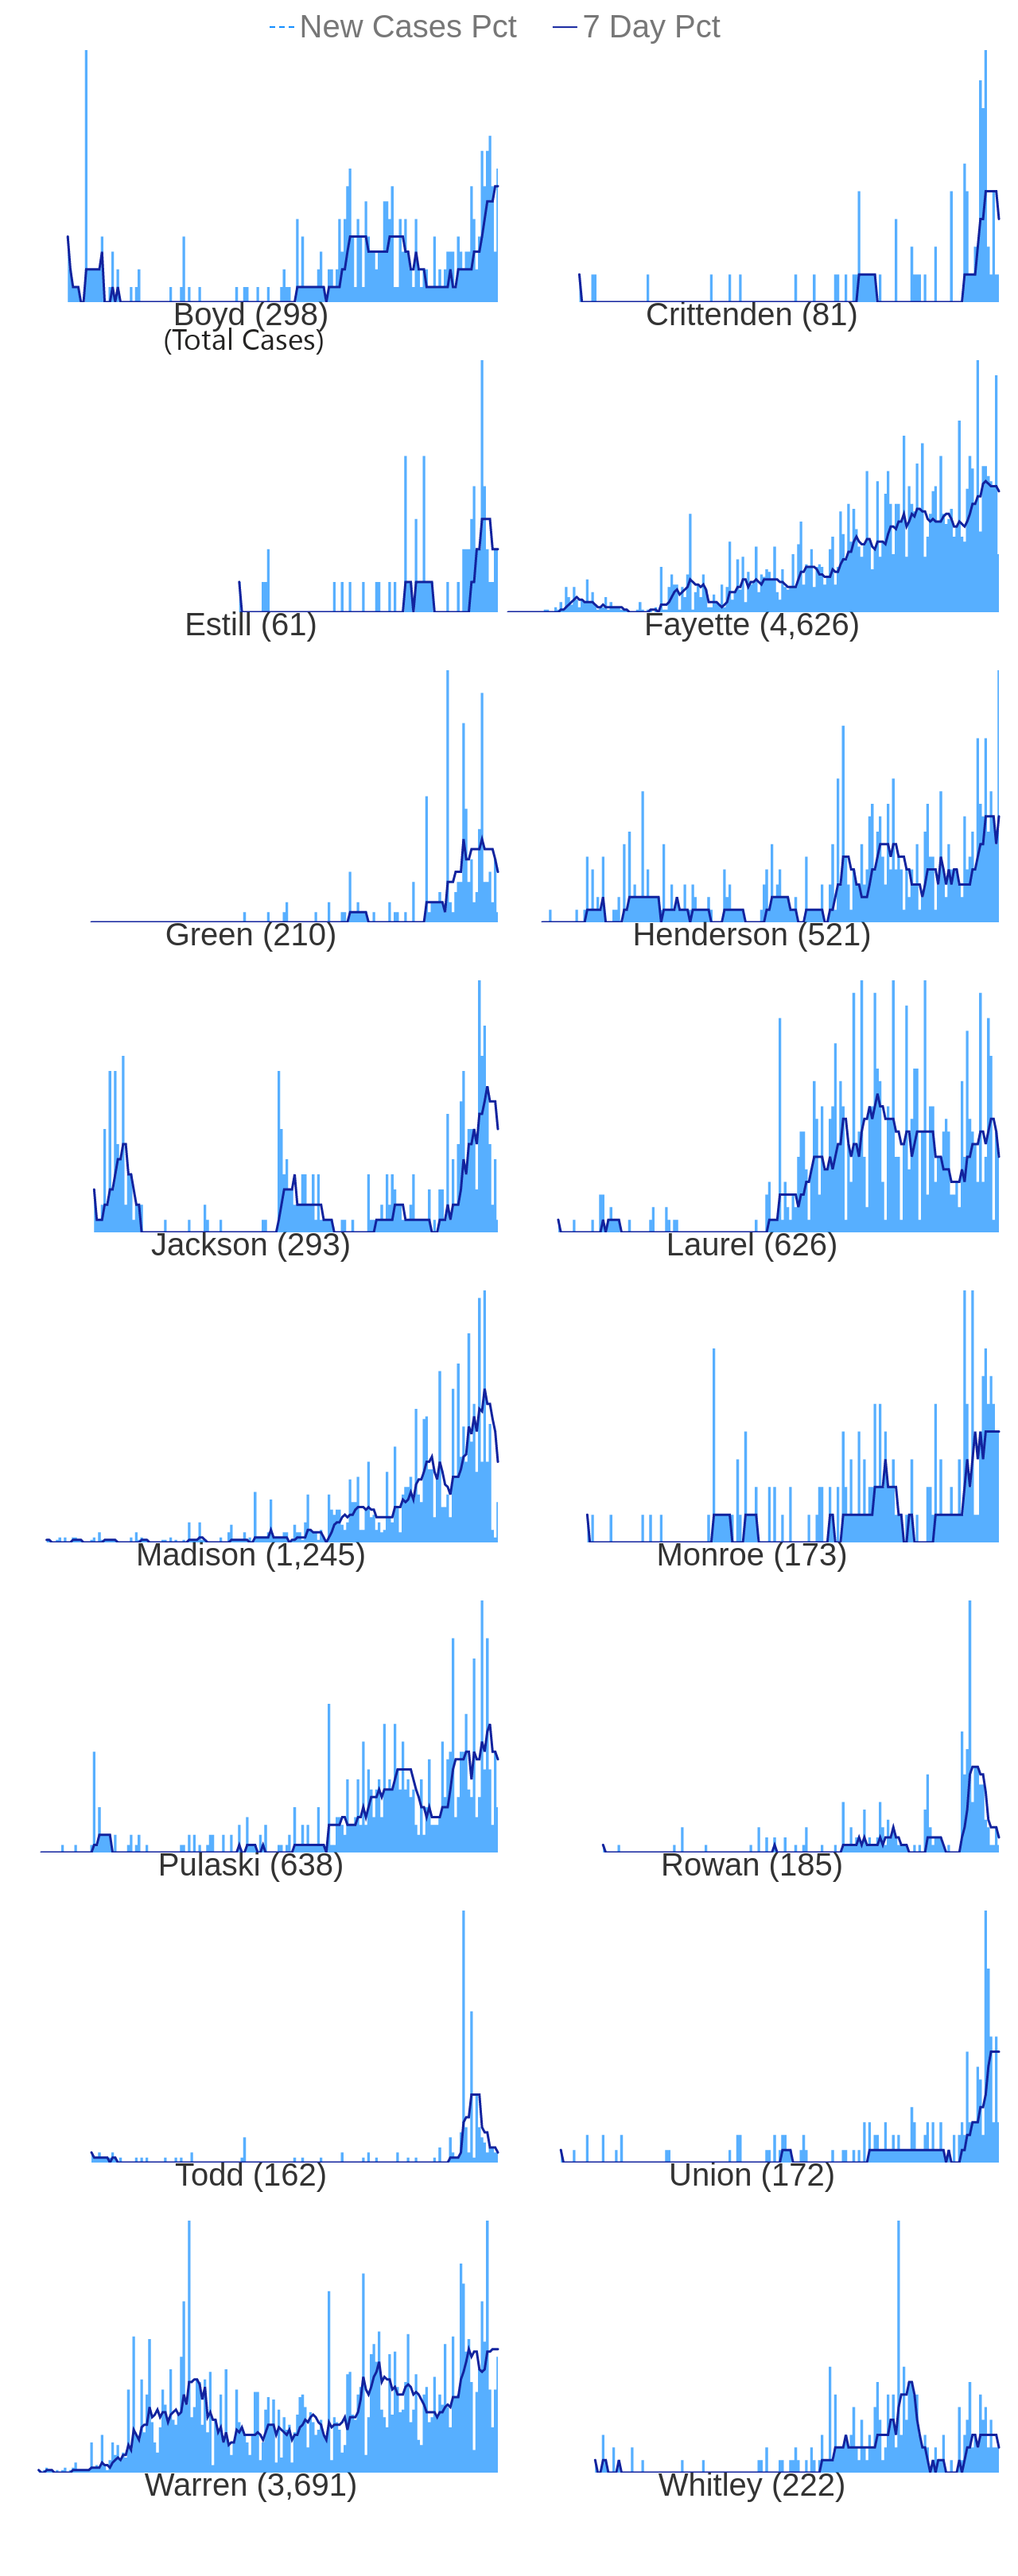 New Cases Pct 7 Day Pct
Boyd (298) Crittenden (81)
(Total Cases)
Estill (61) Fayette (4,626)
Green (210) Henderson (521)
Jackson (293) Laurel (626)
Madison (1,245) Monroe (173)
Pulaski (638) Rowan (185)
Todd (162) Union (172)
Warren (3,691) Whitley (222)